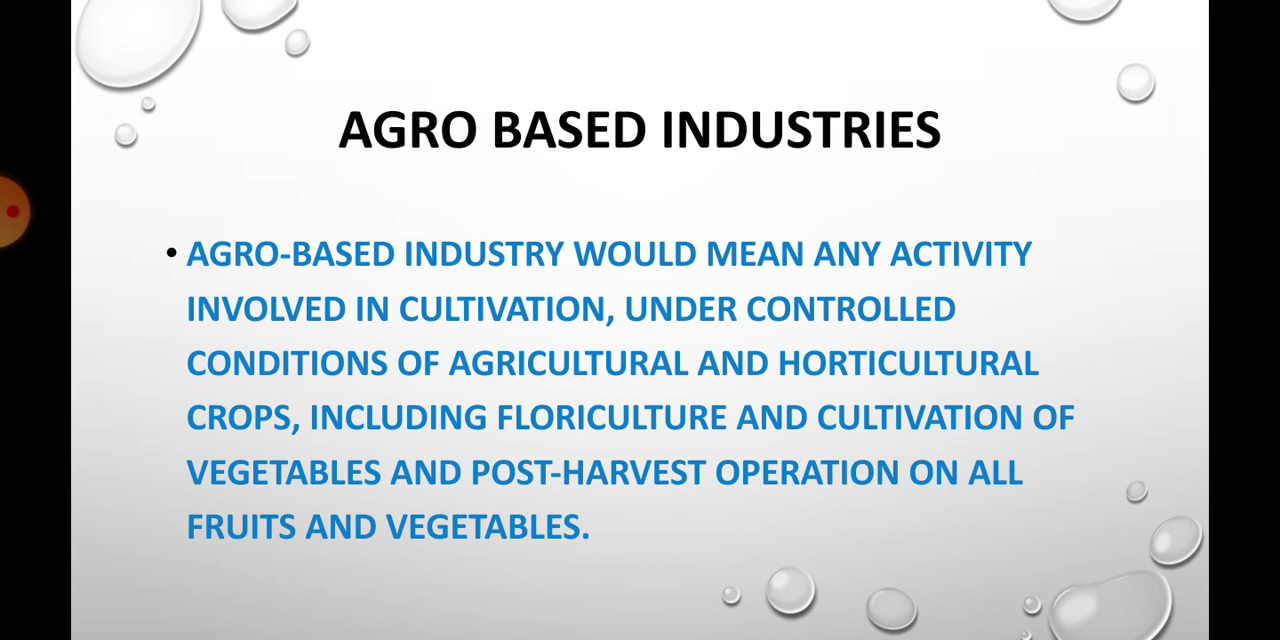 AGRO BASED INDUSTRIES
• AGRO-BASED INDUSTRY WOULD MEAN ANY ACTIVITY
INVOLVED IN CULTIVATION, UNDER CONTROLLED
CONDITIONS OF AGRICULTURAL AND HORTICULTURAL
CROPS, INCLUDING FLORICULTURE AND CULTIVATION OF
VEGETABLES AND POST-HARVEST OPERATION ON ALL
FRUITS AND VEGETABLES.